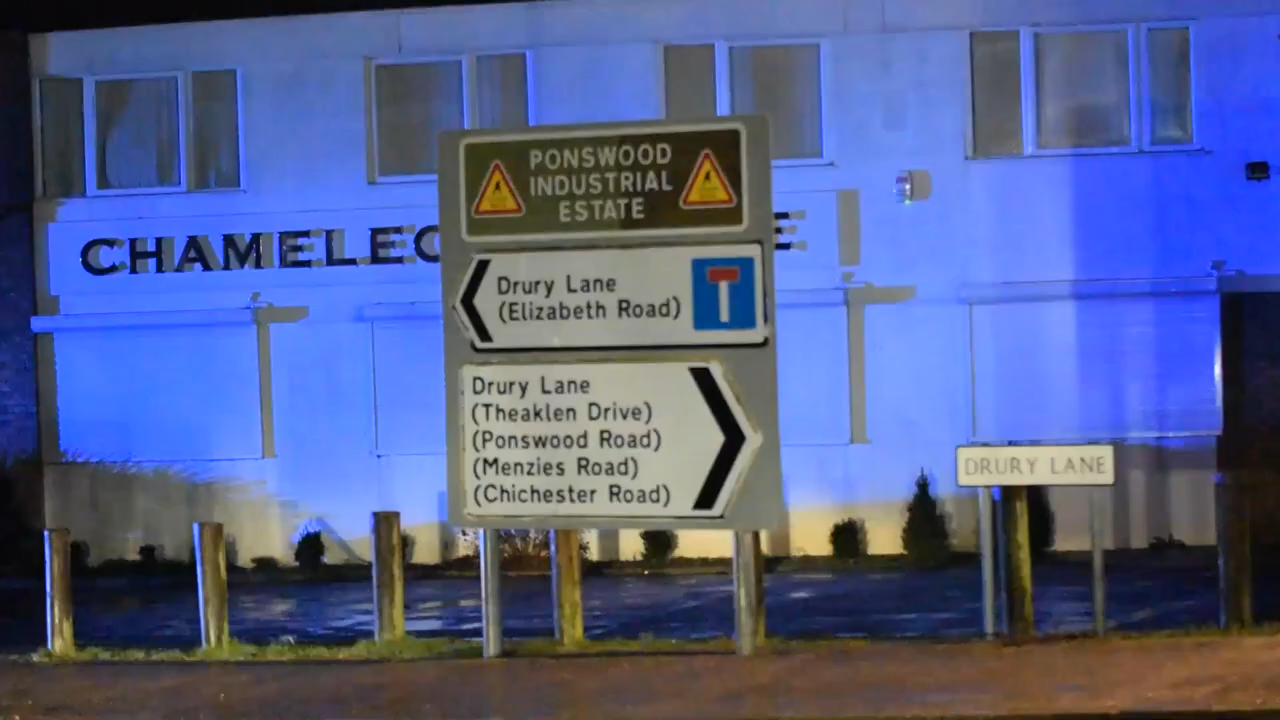 PONSWOOD
INDUSTRIAL
ESTATE
CHAMELEO
E
Drury Lane
(Elizabeth Road)
Drury Lane
(Theaklen Drive)
(Ponswood Road)
(Menzies Road)
(Chichester Road)
DRURY LANE